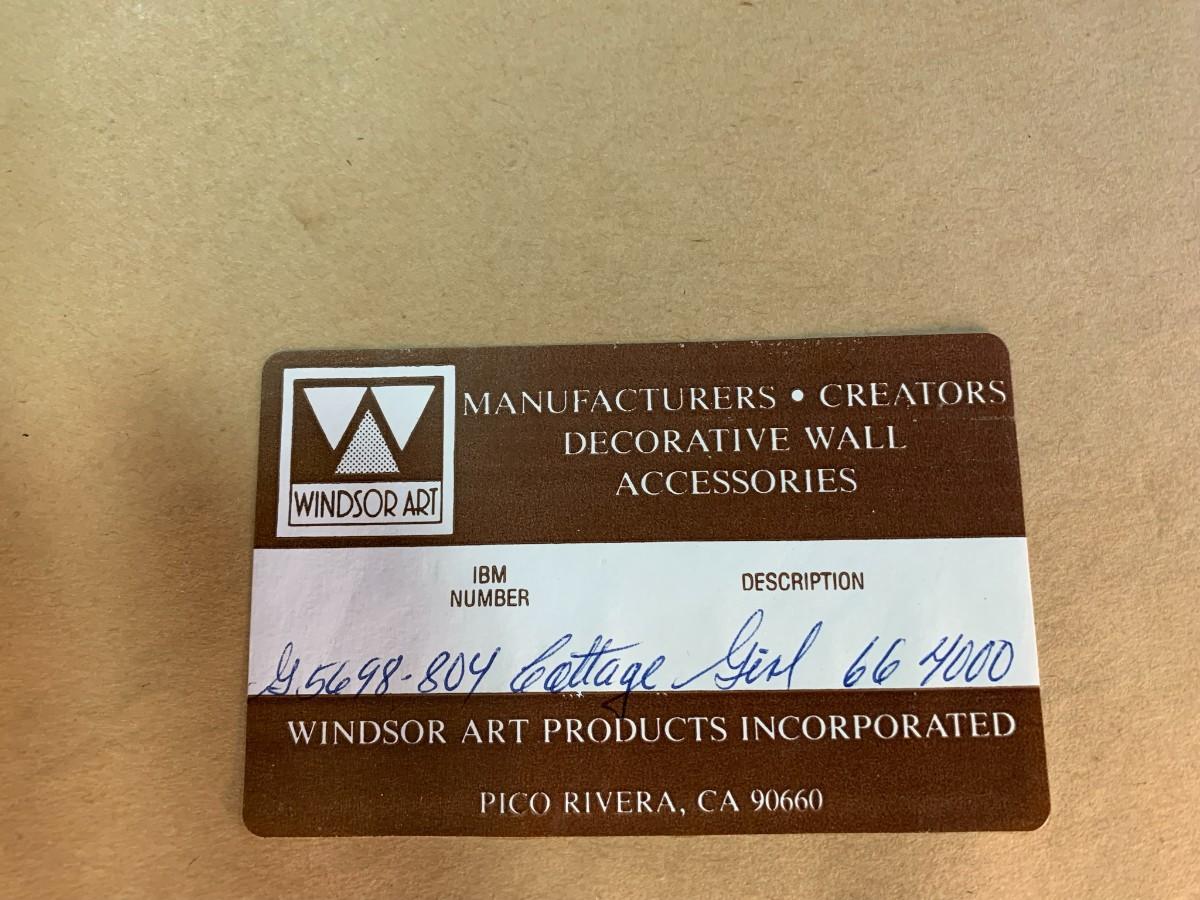 MANUFACTURERS • CREATORS
DECORATIVE WALL
ACCESSORIES
WINDSOR ART
IBM
NUMBER
DESCRIPTION
G.5698-804 Cottage Girl 66 4000
WINDSOR ART PRODUCTS INCORPORATED
PICO RIVERA, CA 90660